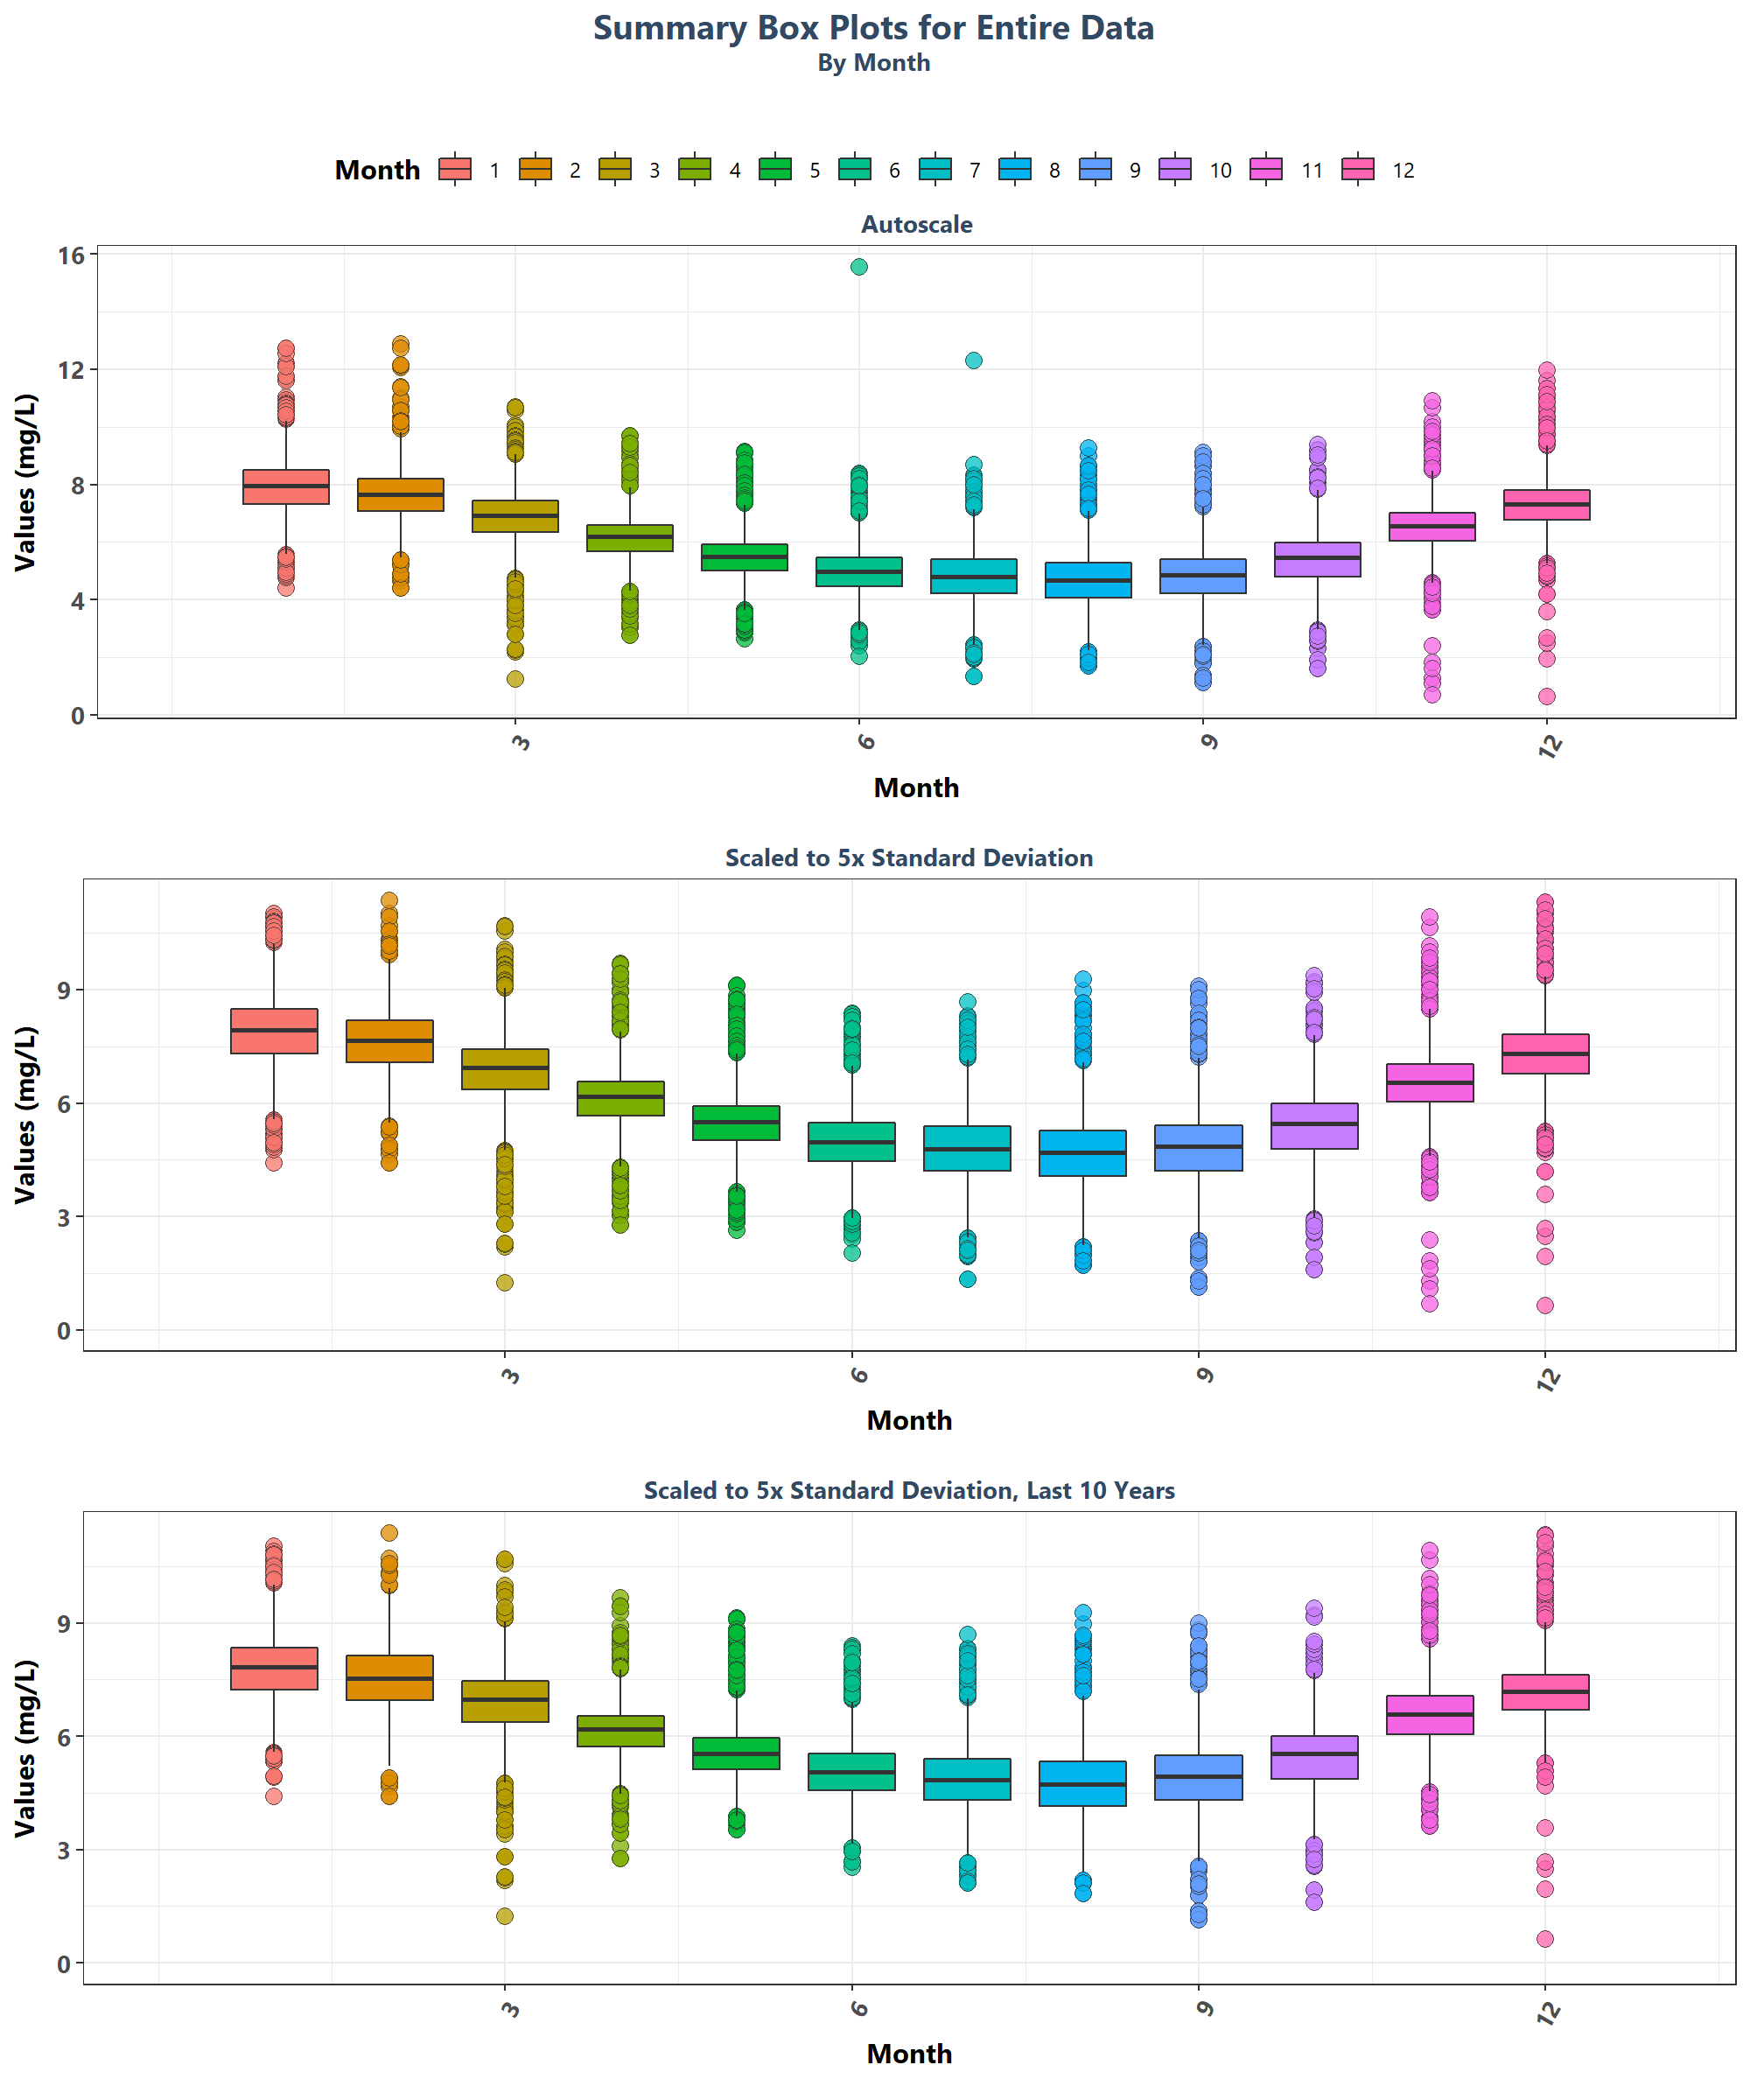 Summary Box Plots for Entire Data
By Month
Month 1 2 3 4 5 6 7 8 9 10 11 12
Autoscale
Values (mg/L)
16
12
8
4
0
3 6 9 12
Month
Scaled to 5x Standard Deviation
Values (mg/L)
9
6
3
0
3 6 9 12
Month
Scaled to 5x Standard Deviation, Last 10 Years
Values (mg/L)
9
6
3
0
3 6 9 12
Month